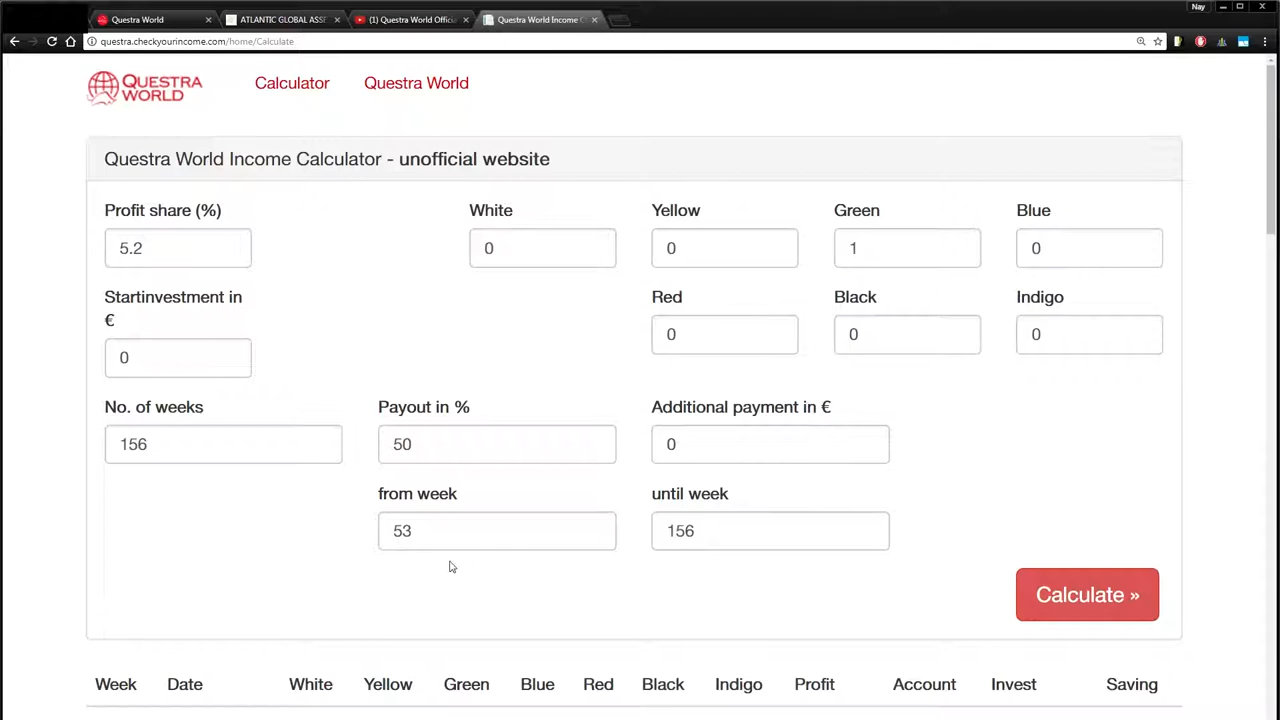 Nay
Questra World
ATLANTIC GLOBAL ASSE
(1) Questra World Offici
Questra World Income C
questra.checkyourincome.com/home/Calculate
QUESTRA
WORLD
Calculator
Questra World
Questra World Income Calculator - unofficial website
Profit share (%)
White
Yellow
Green
Blue
5.2
0
0
1
0
Startinvestment in
€
Red
Black
Indigo
0
0
0
0
No. of weeks
Payout in %
Additional payment in €
156
50
0
from week
until week
53
156
Calculate »
Week Date White Yellow Green Blue Red Black Indigo Profit Account Invest Saving